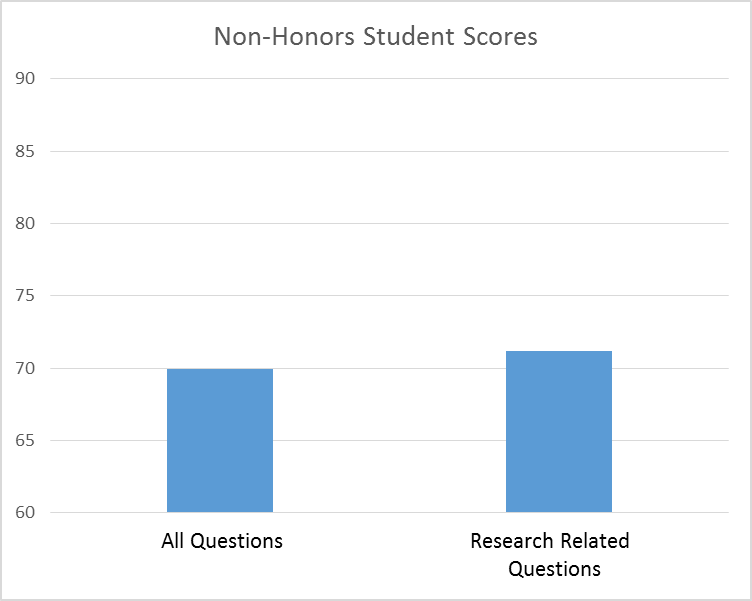 Non-Honors Student Scores
90
85
80
75
70
65
60
All Questions
Research Related
Questions